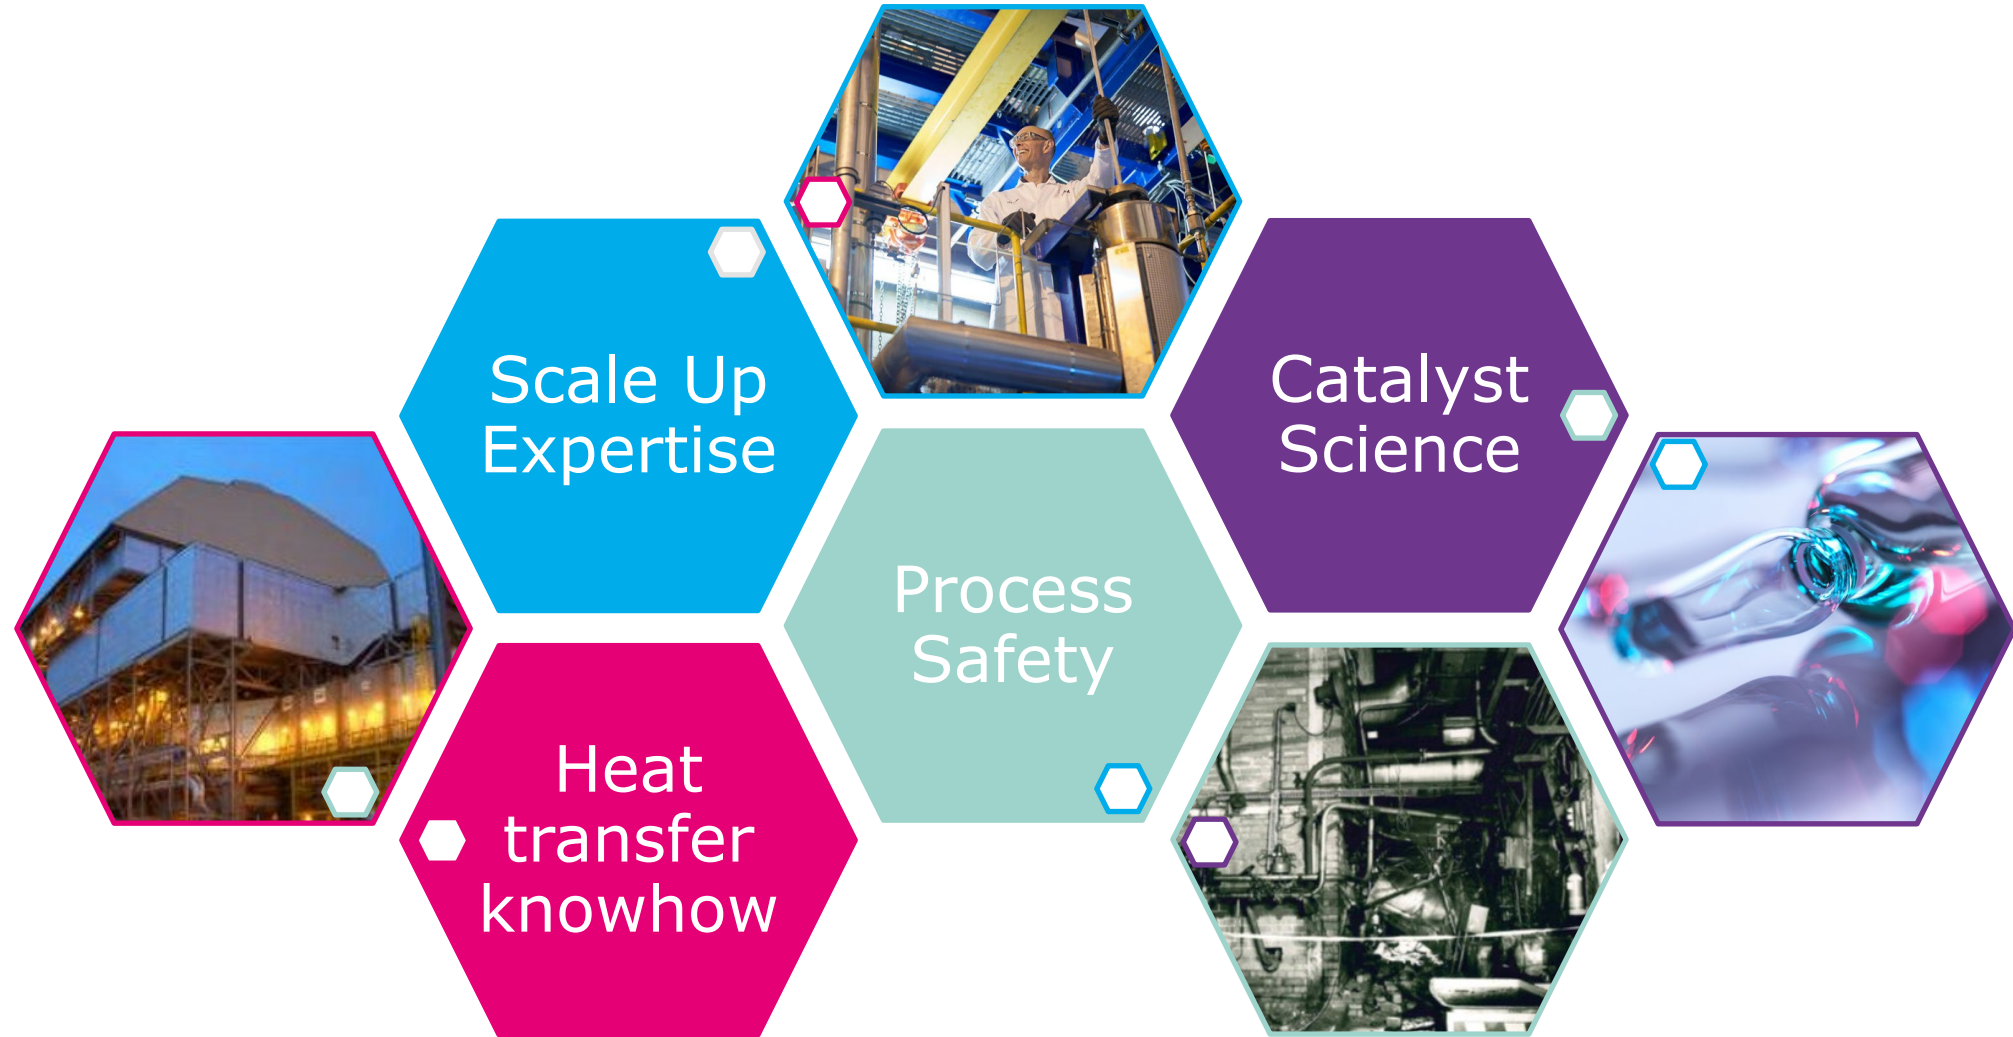 Scale Up
Expertise
Catalyst
Science
Process
Safety
Heat
transfer
knowhow